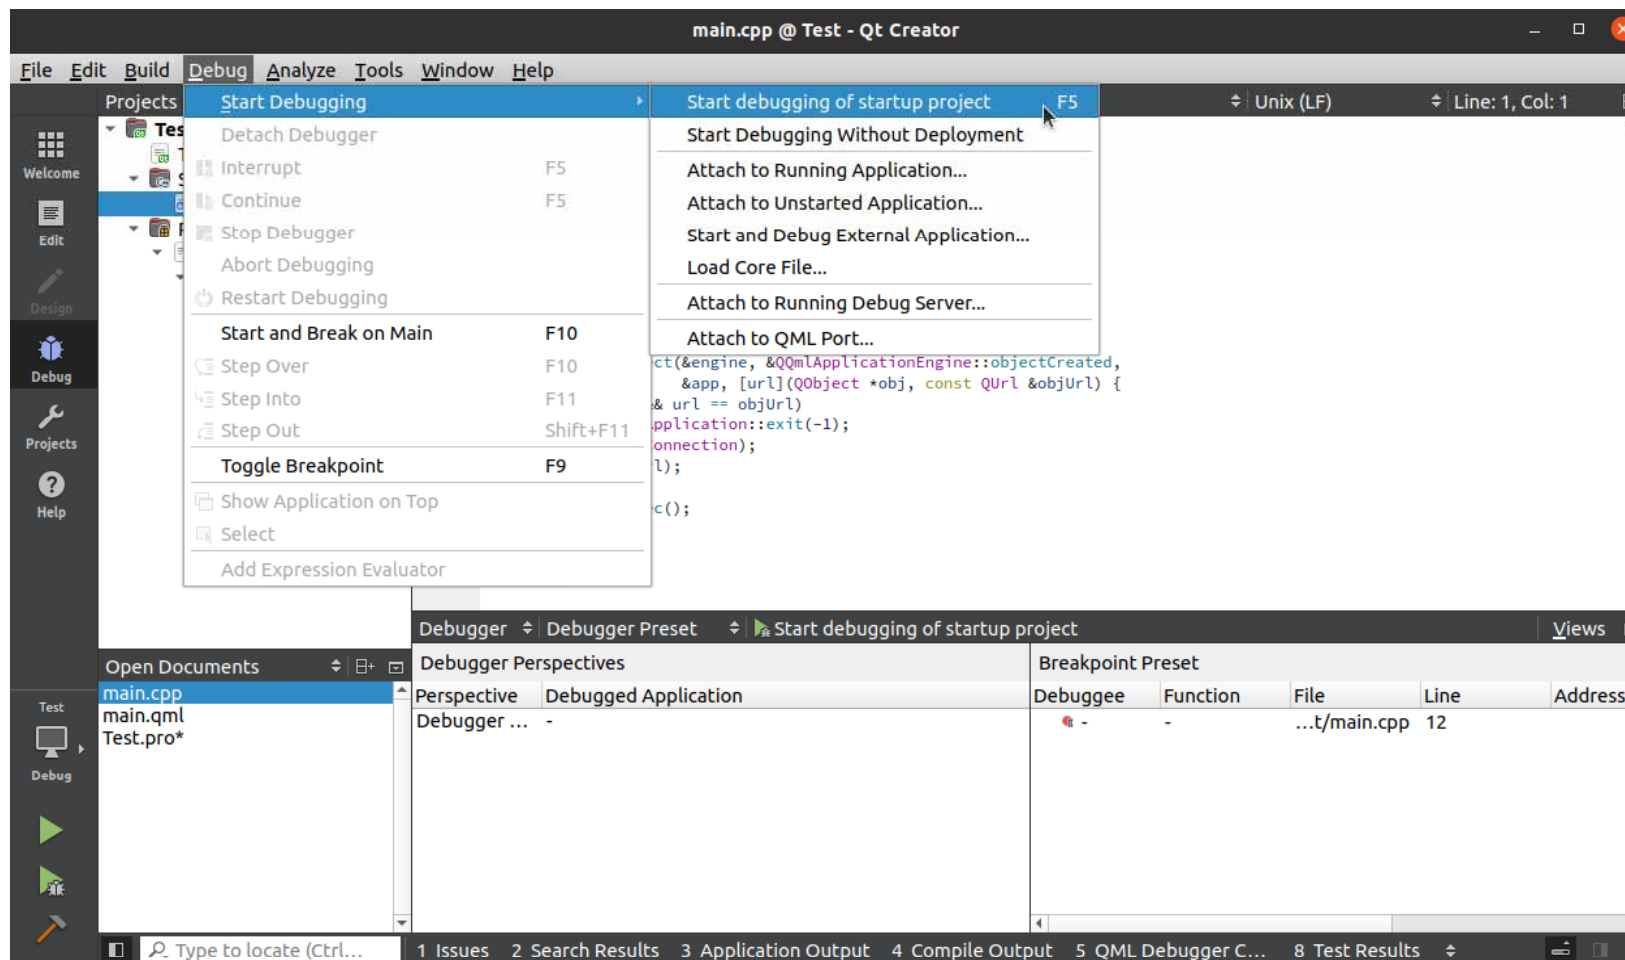 main.cpp @ Test - Qt Creator
File Edit Build Debug Analyze Tools Window Help
Projects
Unix (LF)
Line: 1, Col: 1
Start Debugging
Detach Debugger
Interrupt F5
Continue F5
Stop Debugger
Abort Debugging
Restart Debugging
Start and Break on Main F10
Step Over F10
Step Into F11
Step Out Shift+F11
Toggle Breakpoint F9
Show Application on Top
Select
Add Expression Evaluator
Start debugging of startup project F5
Start Debugging Without Deployment
Attach to Running Application...
Attach to Unstarted Application...
Start and Debug External Application...
Load Core File...
Attach to Running Debug Server...
Attach to QML Port...
Welcome
Edit
Design
Debug
Projects
Help
ct(&engine, &QQmlApplicationEngine::objectCreated,
&app, [url](QObject *obj, const QUrl &objUrl) {
& url == objUrl)
pplication::exit(-1);
onnection);
l);
c();
Debugger Debugger Preset Start debugging of startup project Views
Open Documents
main.cpp
main.qml
Test.pro*
Debugger Perspectives
Perspective Debugged Application
Debugger ... -
Breakpoint Preset
Debuggee Function File Line Address
- - ...t/main.cpp 12
Test
Debug
Type to locate (Ctrl... 1 Issues 2 Search Results 3 Application Output 4 Compile Output 5 QML Debugger C... 8 Test Results